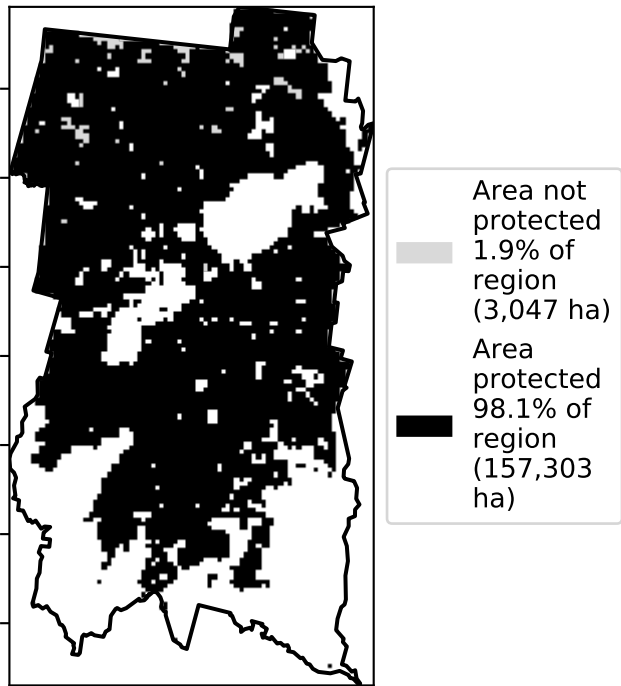 Area not
protected
1.9% of
region
(3,047 ha)
Area
protected
98.1% of
region
(157,303
ha)